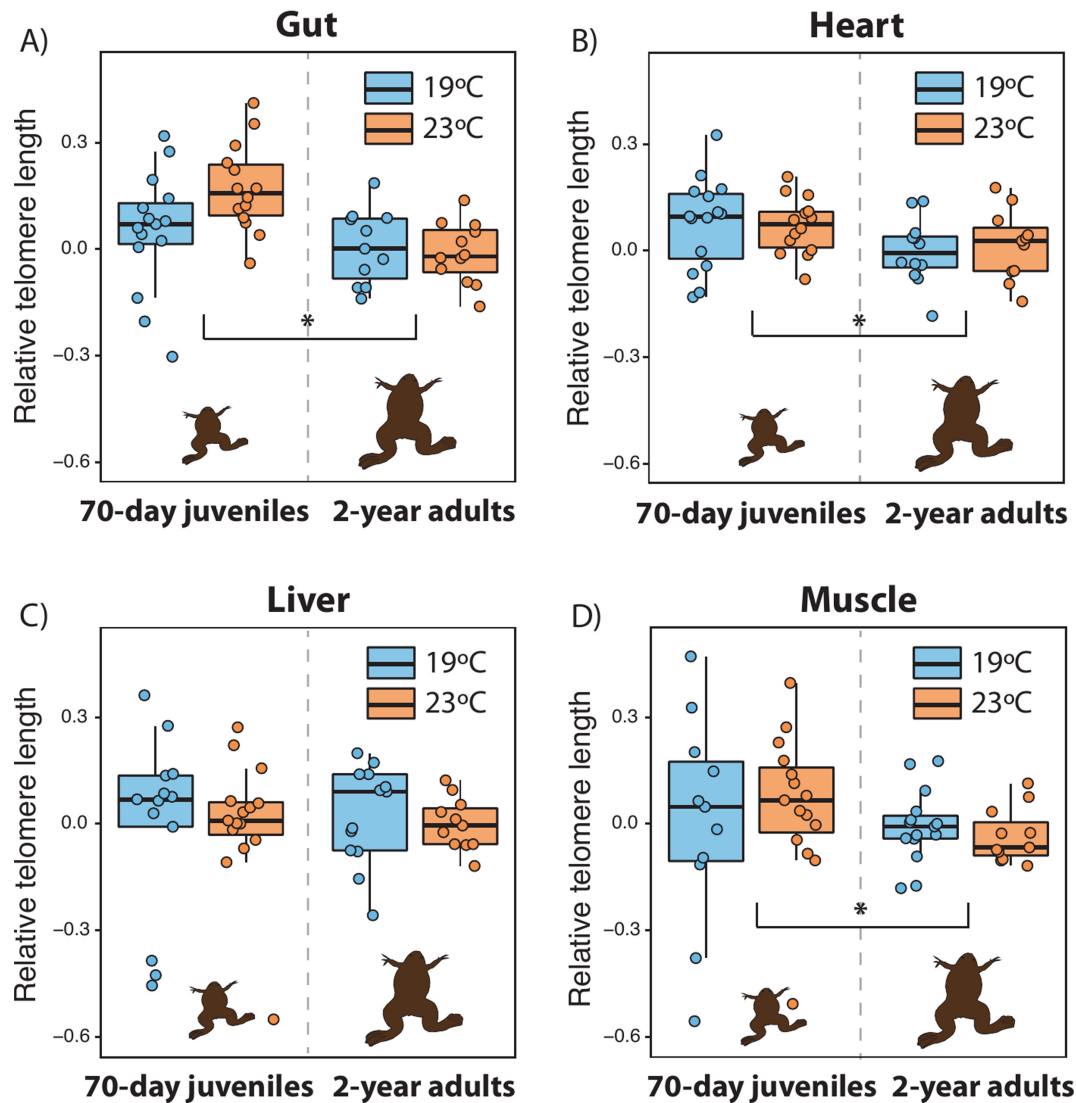 A)
Gut
19ºC
23ºC
Relative telomere length
0.3
0.0
−0.3
−0.6
*
70-day juveniles
2-year adults
B)
Heart
19ºC
23ºC
Relative telomere length
0.3
0.0
−0.3
−0.6
*
70-day juveniles
2-year adults
C)
Liver
19ºC
23ºC
Relative telomere length
0.3
0.0
−0.3
−0.6
70-day juveniles
2-year adults
D)
Muscle
19ºC
23ºC
Relative telomere length
0.3
0.0
−0.3
−0.6
*
70-day juveniles
2-year adults